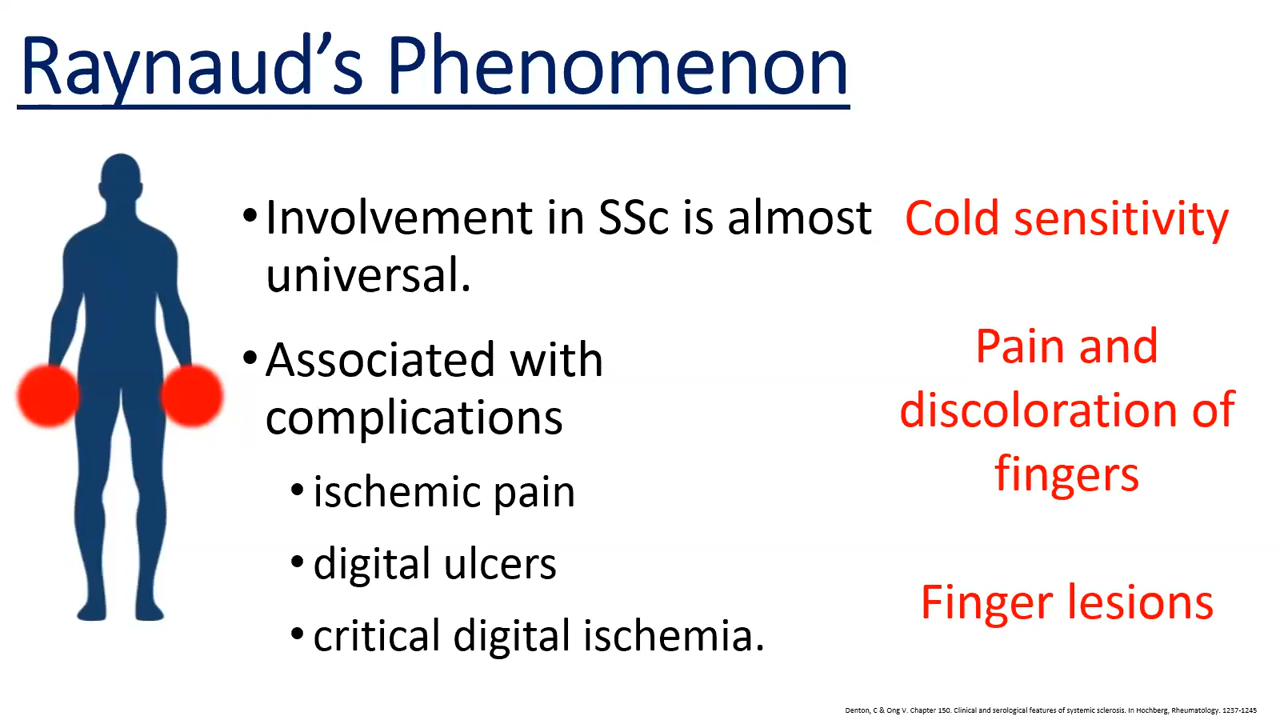 Raynaud’s Phenomenon
•Involvement in SSc is almost
universal.
•Associated with
complications
•ischemic pain
•digital ulcers
•critical digital ischemia.
Cold sensitivity
Pain and
discoloration of
fingers
Finger lesions
Denton, C & Ong V. Chapter 150. Clinical and serological features of systemic sclerosis. In Hochberg, Rheumatology. 1237-1245